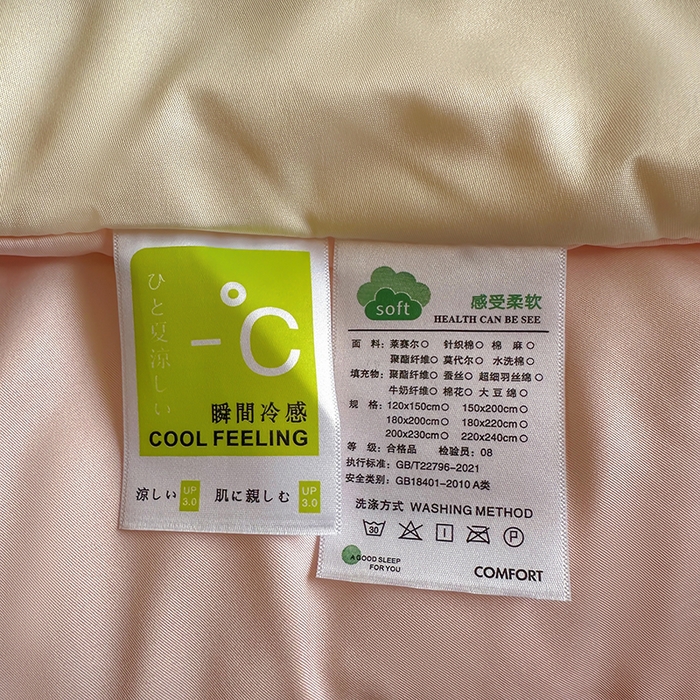 ひと夏涼しい
-°C
瞬間冷感
COOL FEELING
涼しい UP 3.0 肌に親しむ UP 3.0
soft
感受柔软
HEALTH CAN BE SEE
面 料: 莱赛尔○ 针织棉○ 棉 麻○
聚酯纤维○ 莫代尔○ 水洗棉○
填充物: 聚酯纤维○ 蚕丝○ 超细羽丝绵○
牛奶纤维○ 棉花○ 大豆绵○
规 格: 120x150cm○ 150x200cm○
180x200cm○ 180x220cm○
200x230cm○ 220x240cm○
等 级: 合格品 检验员: 08
执行标准: GB/T22796-2021
安全类别: GB18401-2010 A类
洗涤方式 WASHING METHOD
30 P
A GOOD SLEEP
FOR YOU
COMFORT